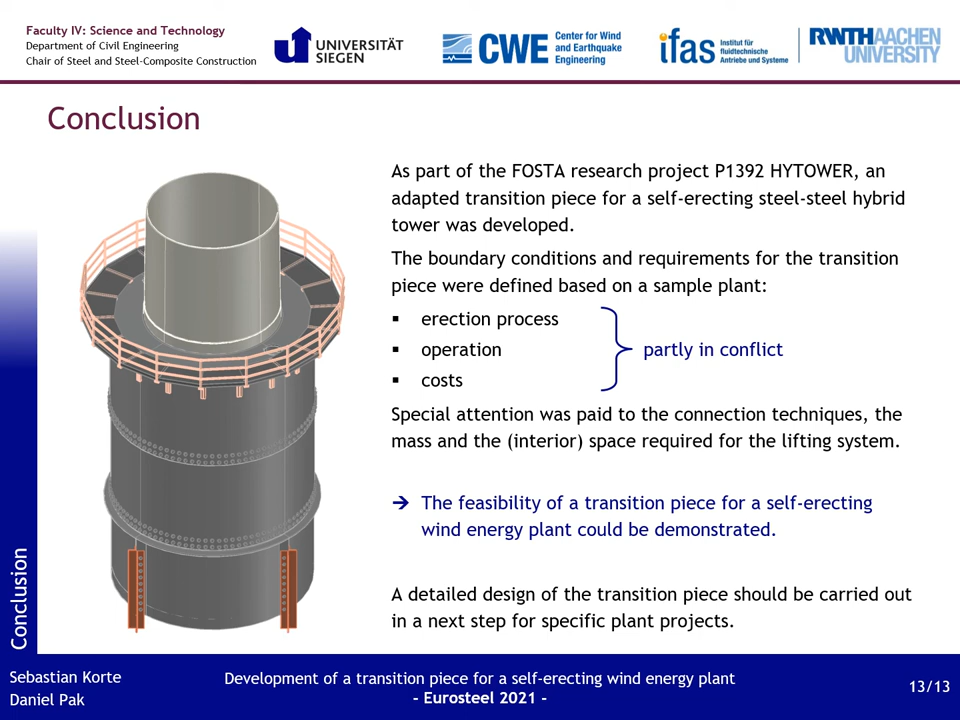 Faculty IV: Science and Technology
Department of Civil Engineering
Chair of Steel and Steel-Composite Construction
UNIVERSITÄT
SIEGEN
CWE
Center for Wind
and Earthquake
Engineering
ifas
Institut für
fluidtechnische
Antriebe und Systeme
RWTHAACHEN
UNIVERSITY
Conclusion
As part of the FOSTA research project P1392 HYTOWER, an
adapted transition piece for a self-erecting steel-steel hybrid
tower was developed.
The boundary conditions and requirements for the transition
piece were defined based on a sample plant:
▪ erection process
▪ operation
▪ costs
partly in conflict
Special attention was paid to the connection techniques, the
mass and the (interior) space required for the lifting system.
→ The feasibility of a transition piece for a self-erecting
wind energy plant could be demonstrated.
A detailed design of the transition piece should be carried out
in a next step for specific plant projects.
Conclusion
Sebastian Korte
Daniel Pak
Development of a transition piece for a self-erecting wind energy plant
- Eurosteel 2021 -
13/13